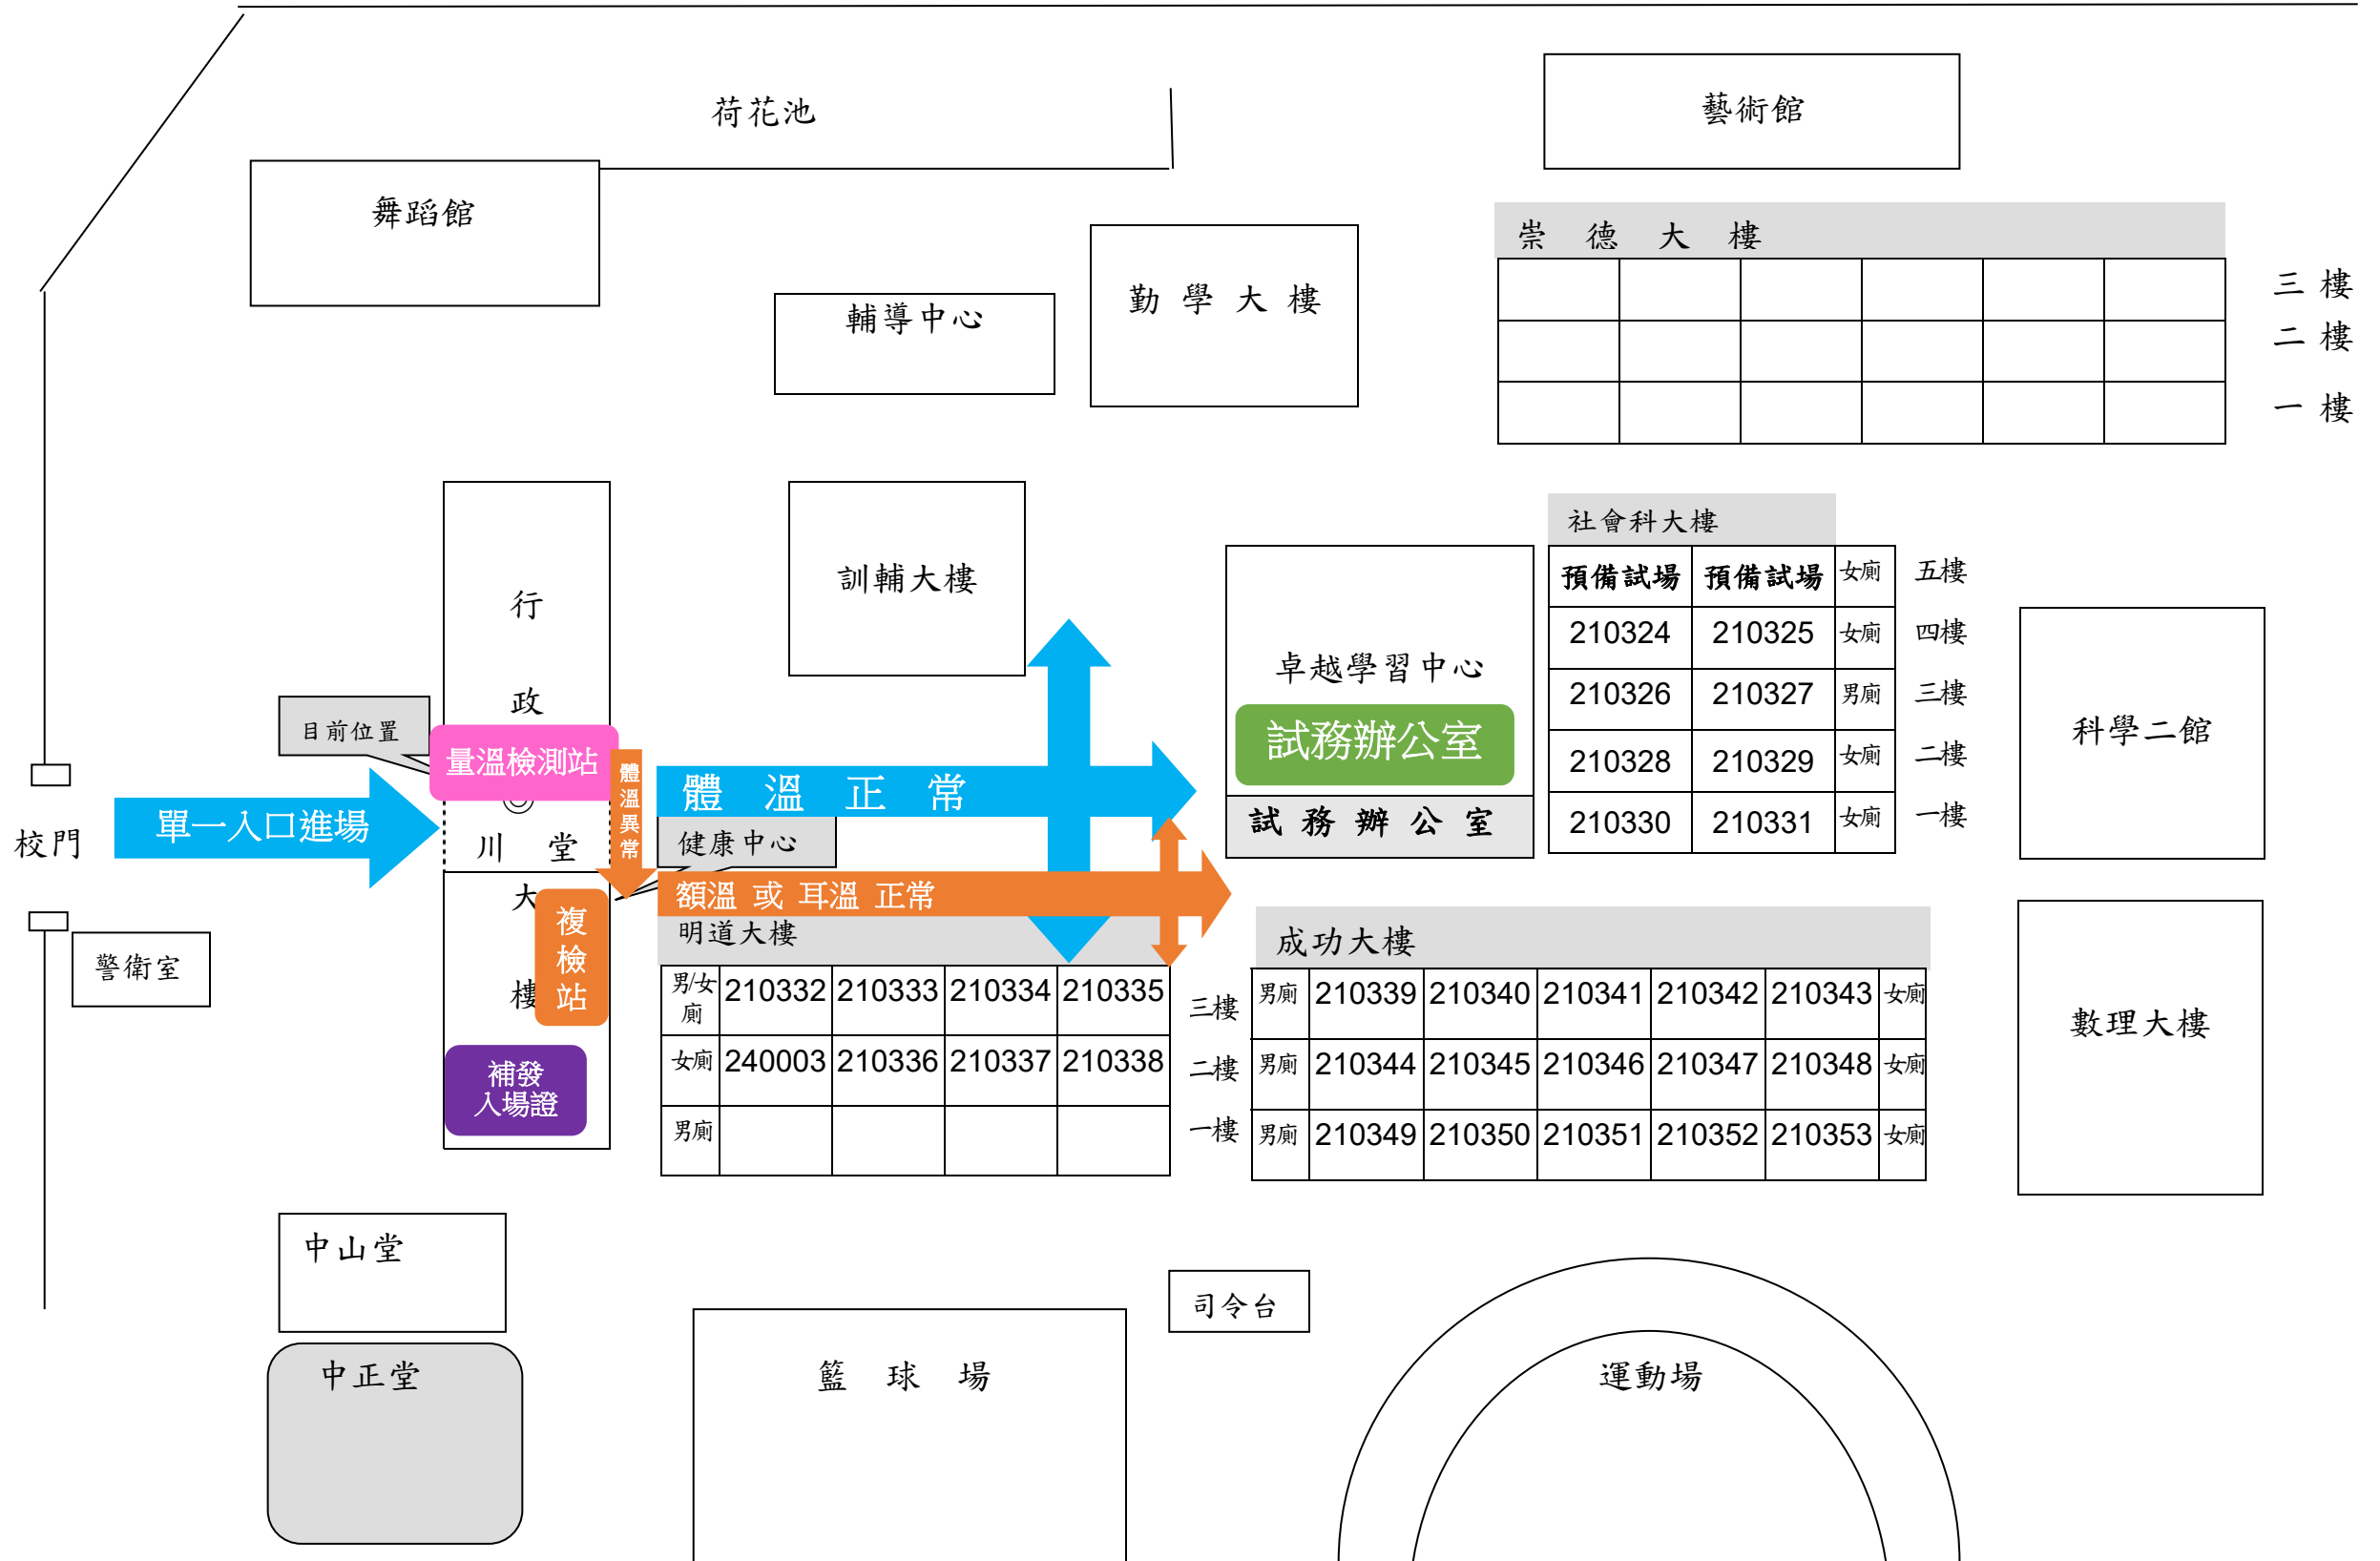 荷花池
藝術館
舞蹈館
崇 德 大 樓
勤 學 大 樓
三 樓
輔導中心
二 樓
一 樓
社會科大樓
預備試場 預備試場 女廁 五樓
訓輔大樓
210324 210325 女廁 四樓
卓越學習中心
210326 210327 男廁 三樓
試務辦公室
210328 210329 女廁 二樓
試 務 辦 公 室
210330 210331 女廁 一樓
科學二館
行
政
川 堂
大
樓
目前位置
量溫檢測站
體溫異常
體 溫 正 常
單一入口進場
校門
健康中心
額溫 或 耳溫 正常
複檢站
補發
入場證
警衛室
明道大樓
男/女廁 210332 210333 210334 210335 三樓
女廁 240003 210336 210337 210338 二樓
男廁 一樓
成功大樓
男廁 210339 210340 210341 210342 210343 女廁
男廁 210344 210345 210346 210347 210348 女廁
男廁 210349 210350 210351 210352 210353 女廁
數理大樓
中山堂
司令台
中正堂
籃 球 場
運動場